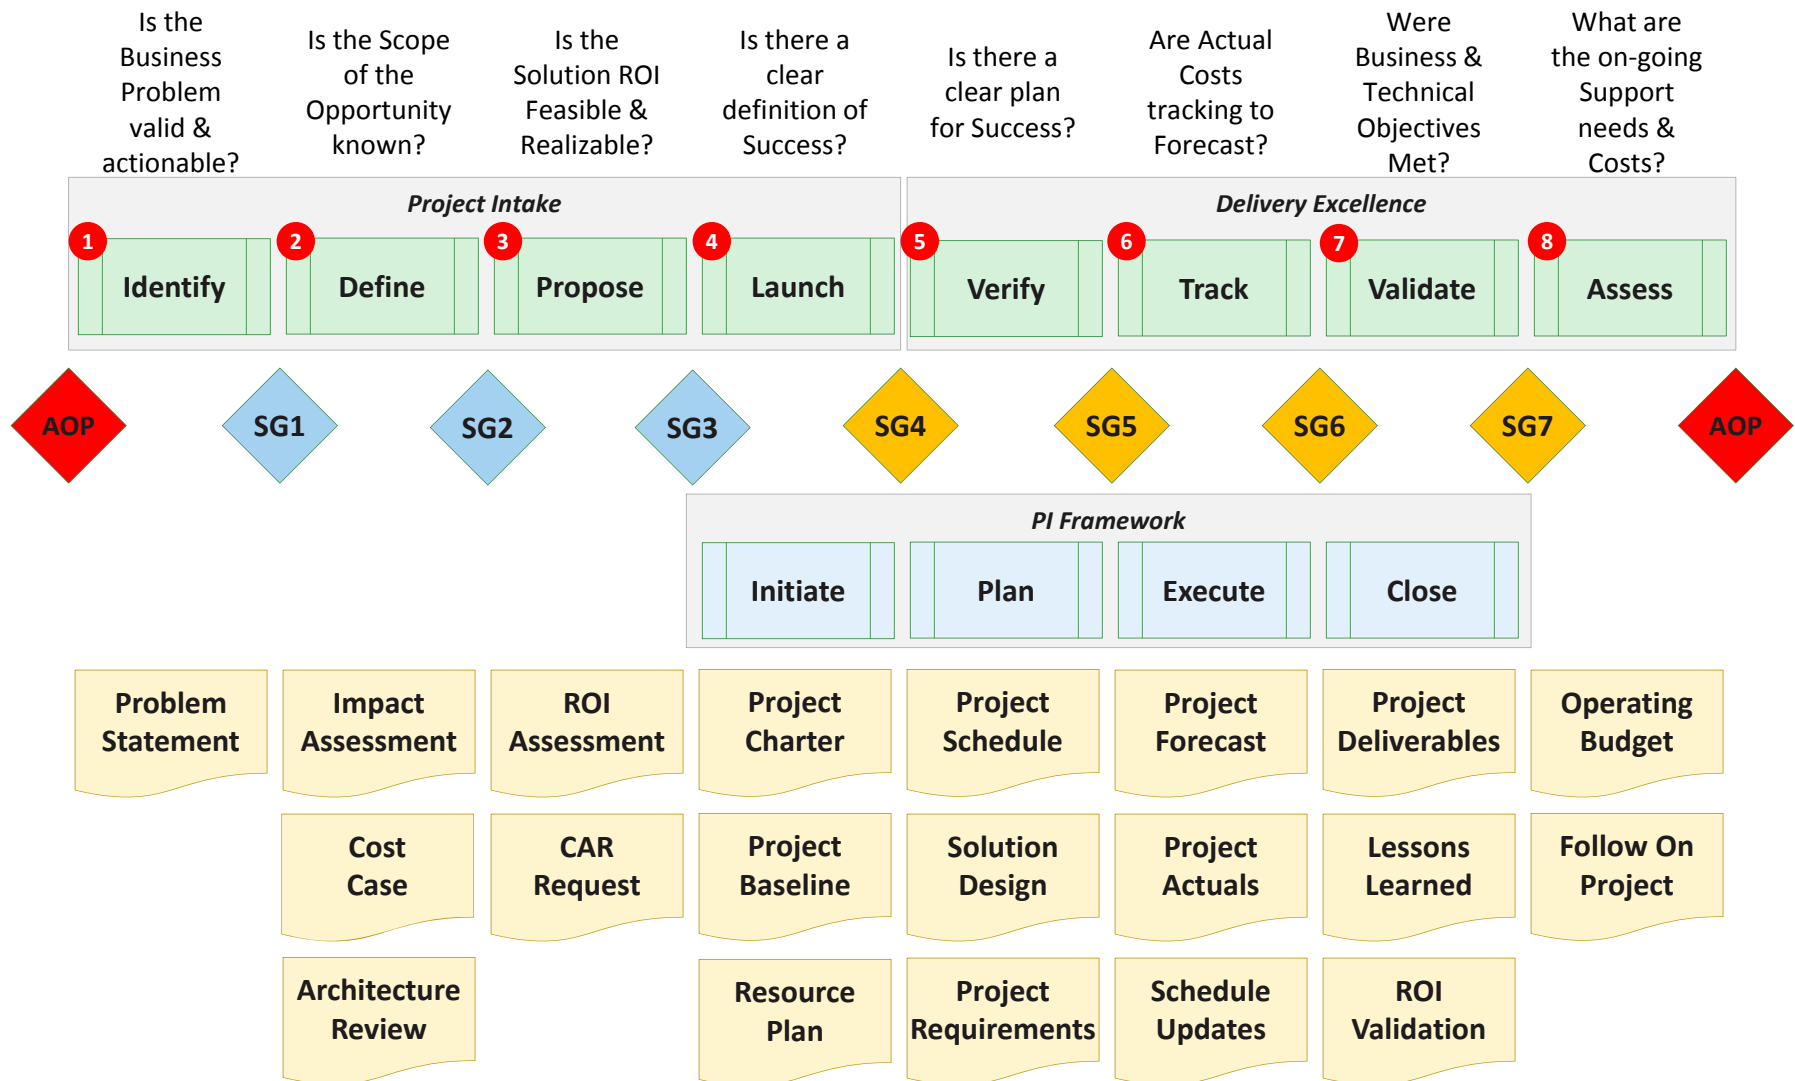 Is the
Business
Problem
valid &
actionable?
Is the Scope
of the
Opportunity
known?
Is the
Solution ROI
Feasible &
Realizable?
Is there a
clear
definition of
Success?
Is there a
clear plan
for Success?
Are Actual
Costs
tracking to
Forecast?
Were
Business &
Technical
Objectives
Met?
What are
the on-going
Support
needs &
Costs?
Project Intake
Delivery Excellence
1
Identify
2
Define
3
Propose
4
Launch
5
Verify
6
Track
7
Validate
8
Assess
AOP
SG1
SG2
SG3
SG4
SG5
SG6
SG7
AOP
PI Framework
Initiate
Plan
Execute
Close
Problem
Statement
Impact
Assessment
ROI
Assessment
Project
Charter
Project
Schedule
Project
Forecast
Project
Deliverables
Operating
Budget
Cost
Case
CAR
Request
Project
Baseline
Solution
Design
Project
Actuals
Lessons
Learned
Follow On
Project
Architecture
Review
Resource
Plan
Project
Requirements
Schedule
Updates
ROI
Validation